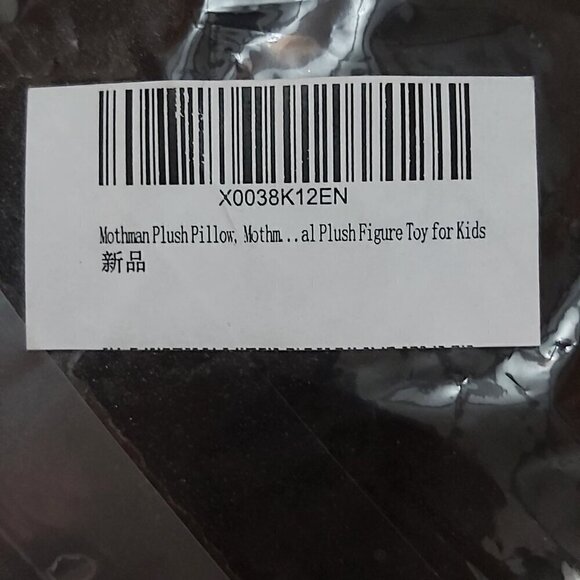 X0038K12EN
Mothman Plush Pillow, Mothm...al Plush Figure Toy for Kids
新品